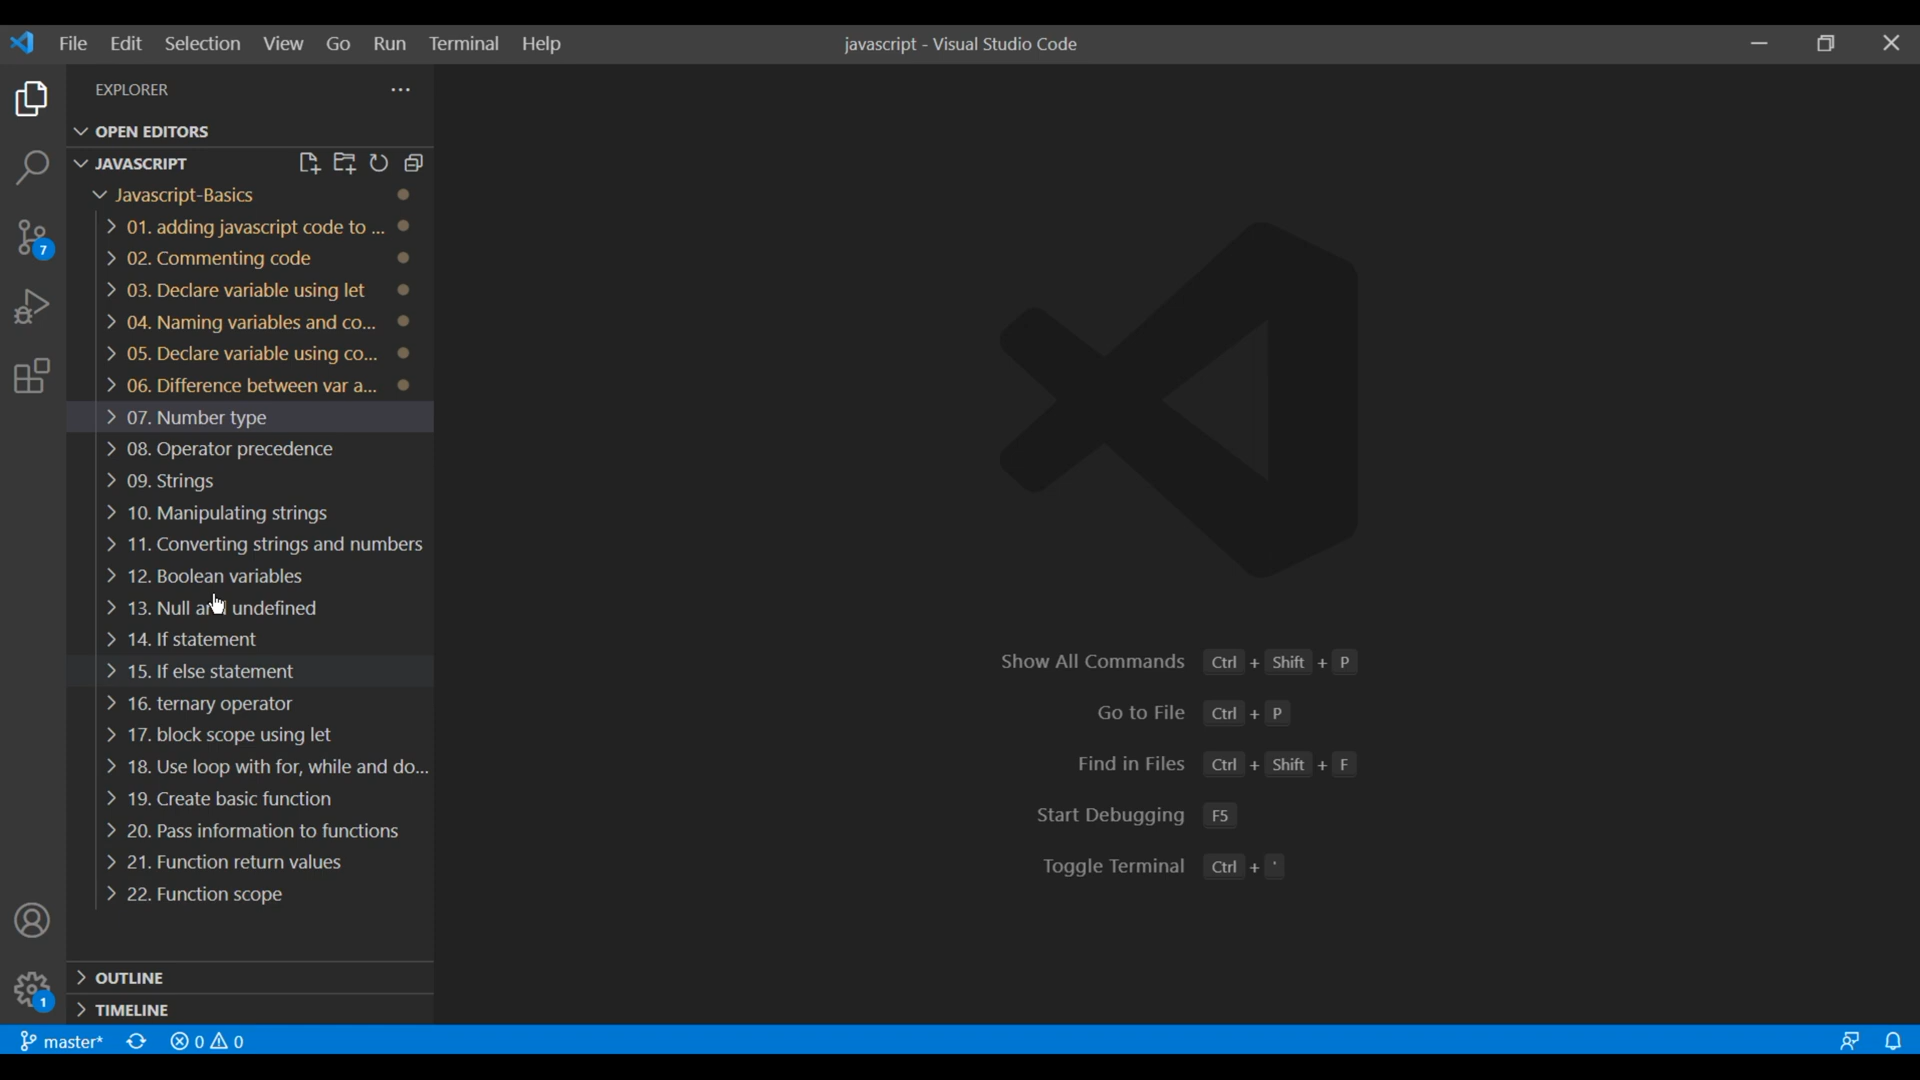 File Edit Selection View Go Run Terminal Help
javascript - Visual Studio Code
EXPLORER
OPEN EDITORS
JAVASCRIPT
Javascript-Basics
01. adding javascript code to ...
02. Commenting code
03. Declare variable using let
04. Naming variables and co...
05. Declare variable using co...
06. Difference between var a...
07. Number type
08. Operator precedence
09. Strings
10. Manipulating strings
11. Converting strings and numbers
12. Boolean variables
13. Null and undefined
14. If statement
15. If else statement
16. ternary operator
17. block scope using let
18. Use loop with for, while and do...
19. Create basic function
20. Pass information to functions
21. Function return values
22. Function scope
OUTLINE
TIMELINE
7
1
Show All Commands Ctrl + Shift + P
Go to File Ctrl + P
Find in Files Ctrl + Shift + F
Start Debugging F5
Toggle Terminal Ctrl + '
master* 0 0